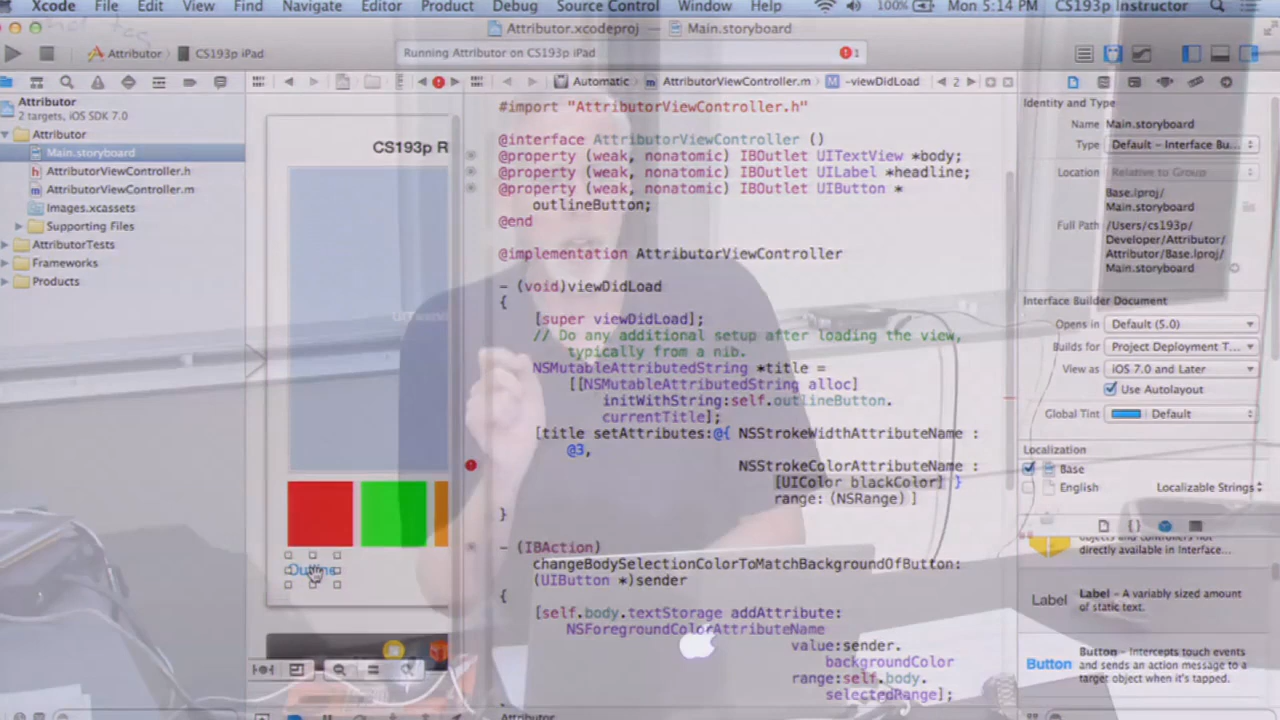 Xcode File Edit View Find Navigate Editor Product Debug Source Control Window Help 100% Mon 5:14 PM CS193p Instructor
Attributor.xcodeproj — Main.storyboard
Attributor CS193p iPad Running Attributor on CS193p iPad 1
Automatic AttributorViewController.m -viewDidLoad 2
Attributor
2 targets, iOS SDK 7.0
Attributor
Main.storyboard
AttributorViewController.h
AttributorViewController.m
Images.xcassets
Supporting Files
AttributorTests
Frameworks
Products
CS193p R
Outline
#import "AttributorViewController.h"
@interface AttributorViewController ()
@property (weak, nonatomic) IBOutlet UITextView *body;
@property (weak, nonatomic) IBOutlet UILabel *headline;
@property (weak, nonatomic) IBOutlet UIButton *
outlineButton;
@end
@implementation AttributorViewController
- (void)viewDidLoad
{
[super viewDidLoad];
// Do any additional setup after loading the view,
typically from a nib.
NSMutableAttributedString *title =
[[NSMutableAttributedString alloc]
initWithString:self.outlineButton.
currentTitle];
[title setAttributes:@{ NSStrokeWidthAttributeName :
@3,
NSStrokeColorAttributeName :
[UIColor blackColor] }
range:(NSRange)]
}
- (IBAction)
changeBodySelectionColorToMatchBackgroundOfButton:
(UIButton *)sender
{
[self.body.textStorage addAttribute:
NSForegroundColorAttributeName
value:sender.
backgroundColor
range:self.body.
selectedRange];
Attributor
Identity and Type
Name Main.storyboard
Type Default - Interface Bu...
Location Relative to Group
Base.lproj/
Main.storyboard
Full Path /Users/cs193p/
Developer/Attributor/
Attributor/Base.lproj/
Main.storyboard
Interface Builder Document
Opens in Default (5.0)
Builds for Project Deployment T...
View as iOS 7.0 and Later
Use Autolayout
Global Tint Default
Localization
Base
English Localizable Strings
objects and controllers not
directly available in Interface...
Label Label - A variably sized amount
of static text.
Button Button - Intercepts touch events
and sends an action message to a
target object when it's tapped.